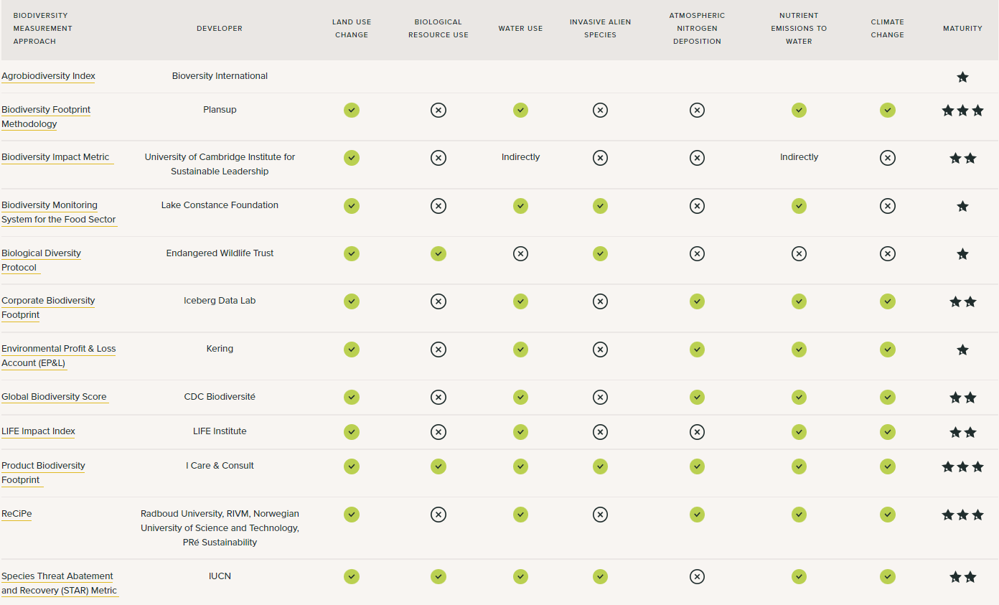 BIODIVERSITY
MEASUREMENT
APPROACH
DEVELOPER
LAND USE
CHANGE
BIOLOGICAL
RESOURCE USE
WATER USE
INVASIVE ALIEN
SPECIES
ATMOSPHERIC
NITROGEN
DEPOSITION
NUTRIENT
EMISSIONS TO
WATER
CLIMATE
CHANGE
MATURITY
Agrobiodiversity Index
Bioversity International
Biodiversity Footprint
Methodology
Plansup
Biodiversity Impact Metric
University of Cambridge Institute for
Sustainable Leadership
Indirectly
Indirectly
Biodiversity Monitoring
System for the Food Sector
Lake Constance Foundation
Biological Diversity
Protocol
Endangered Wildlife Trust
Corporate Biodiversity
Footprint
Iceberg Data Lab
Environmental Profit & Loss
Account (EP&L)
Kering
Global Biodiversity Score
CDC Biodiversité
LIFE Impact Index
LIFE Institute
Product Biodiversity
Footprint
I Care & Consult
ReCiPe
Radboud University, RIVM, Norwegian
University of Science and Technology,
PRé Sustainability
Species Threat Abatement
and Recovery (STAR) Metric
IUCN